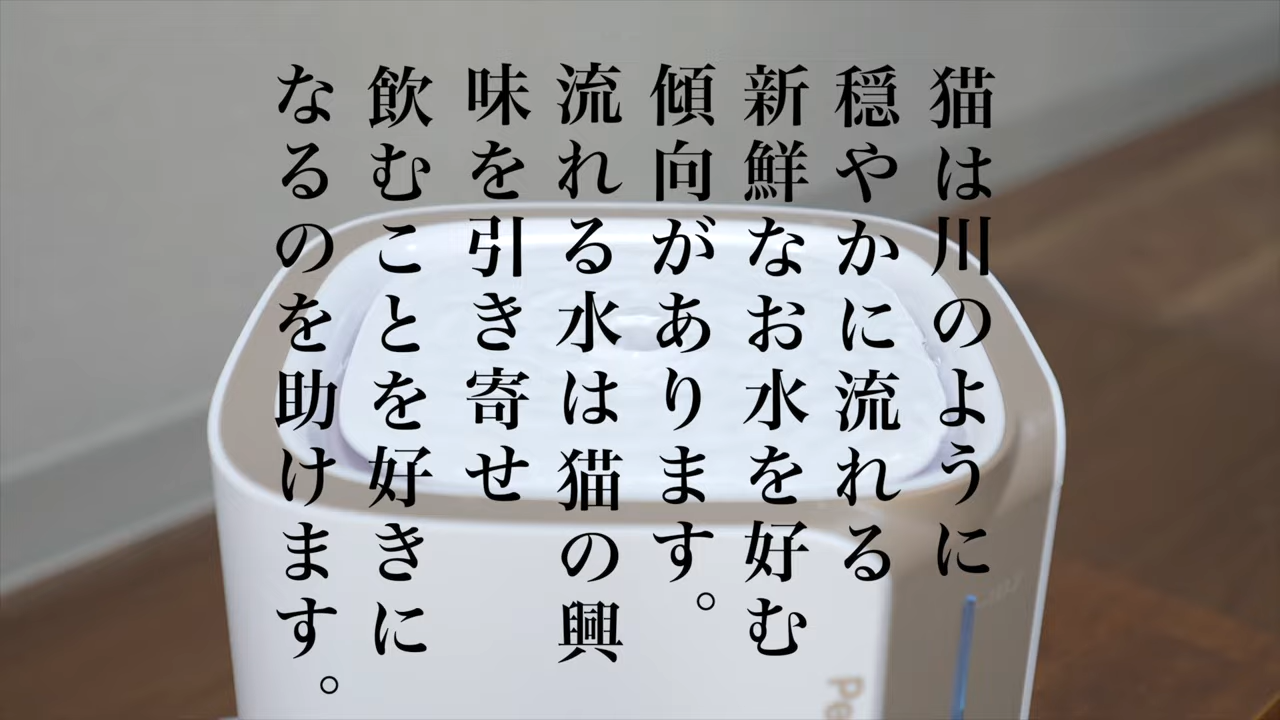 猫は川のように
穏やかに流れる
新鮮なお水を好む
傾向があります。
流れる水は猫の興
味を引き寄せ
飲むことを好きに
なるのを助けます。
Pe